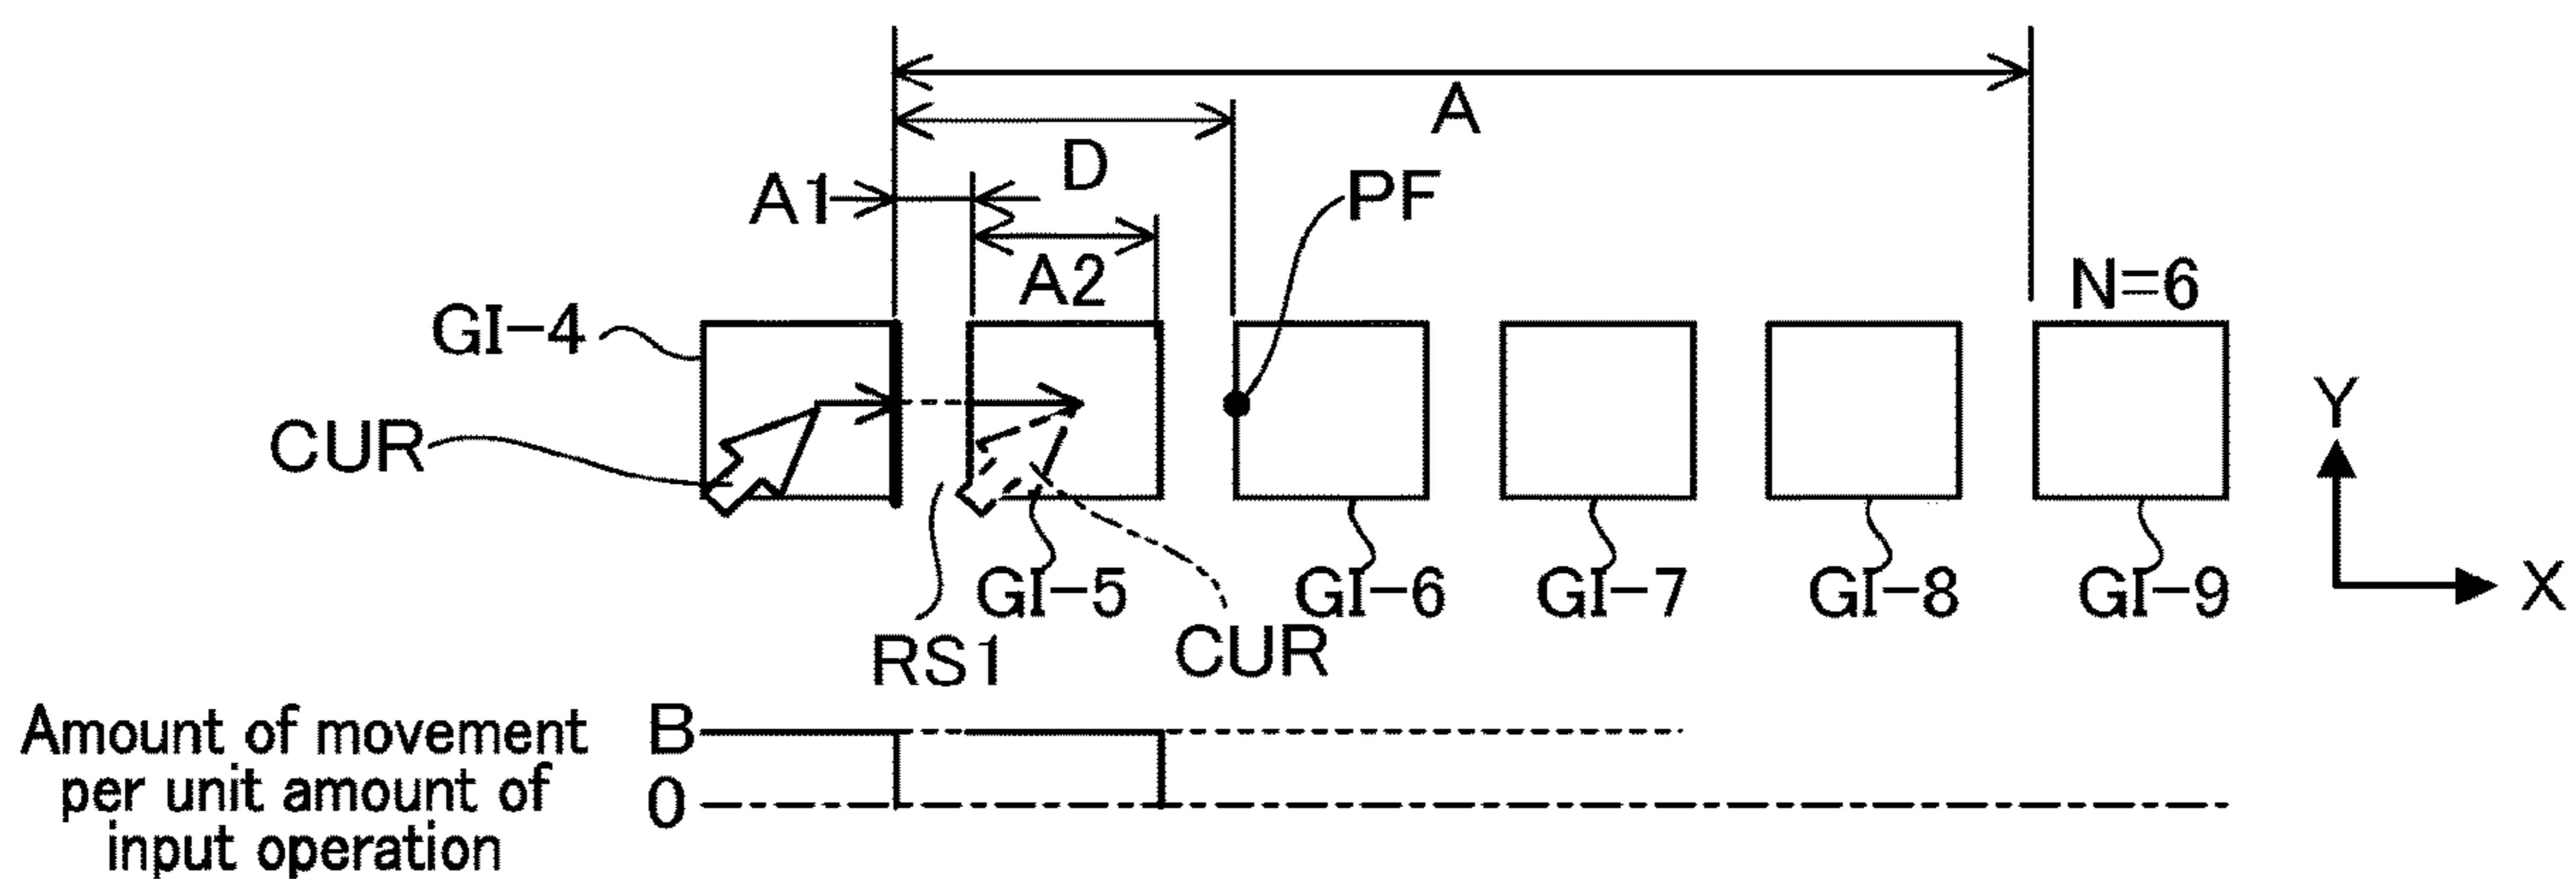 A
D
A1
PF
A2
N=6
GI-4
Y
CUR
GI-5
GI-6
GI-7
GI-8
GI-9
X
RS1
CUR
Amount of movement
per unit amount of
input operation
B
0